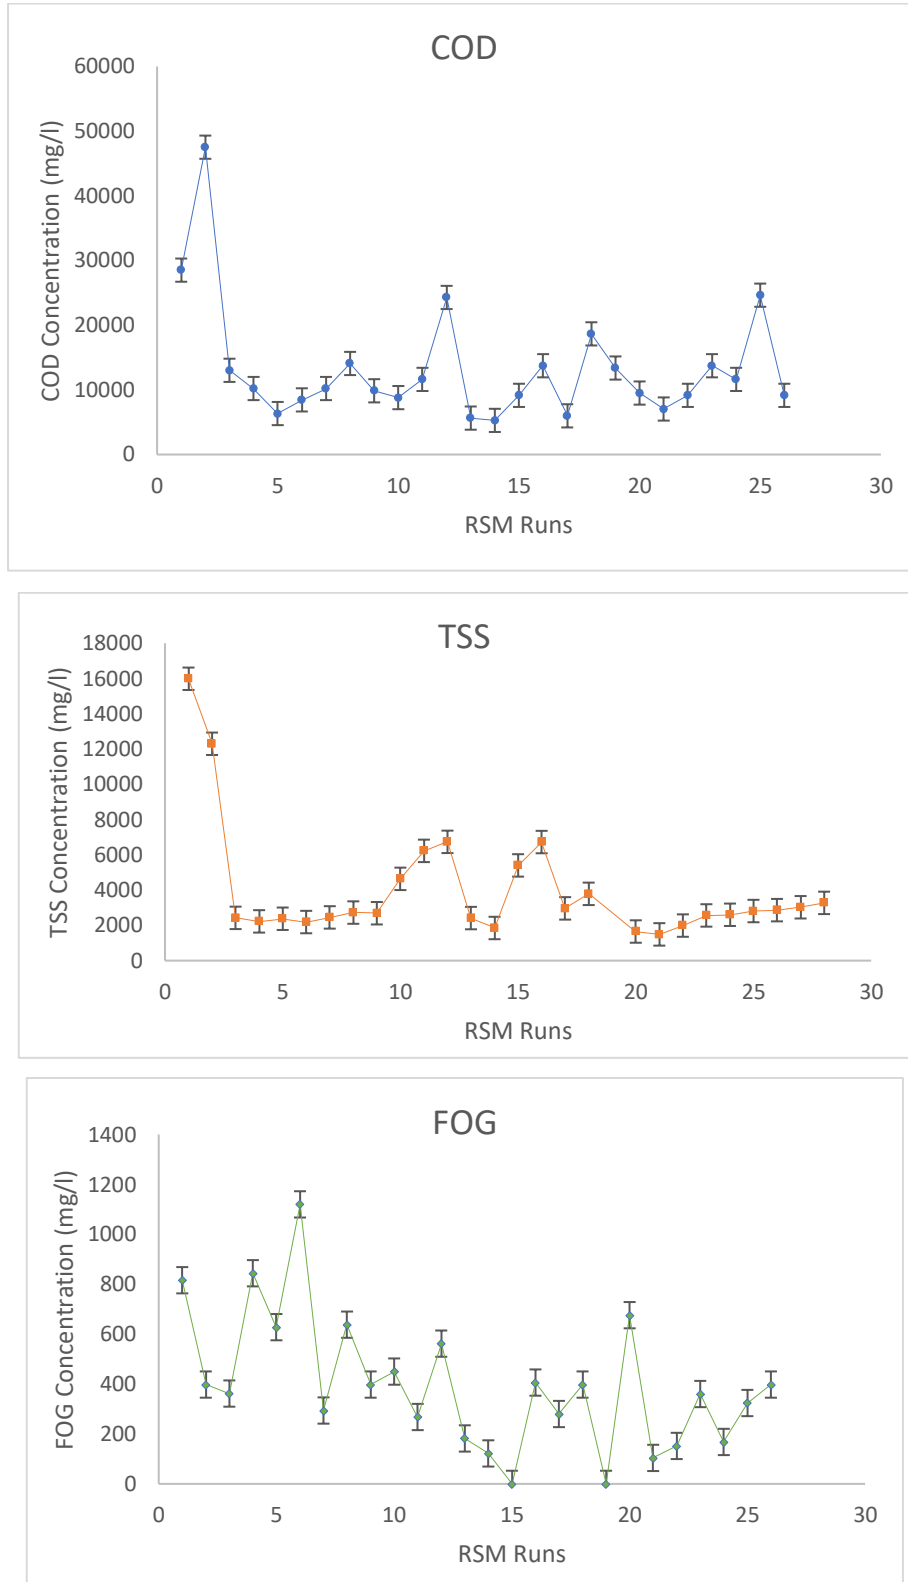 COD
COD Concentration (mg/l)
60000
50000
40000
30000
20000
10000
0
0 5 10 15 20 25 30
RSM Runs
TSS
TSS Concentration (mg/l)
18000
16000
14000
12000
10000
8000
6000
4000
2000
0
0 5 10 15 20 25 30
RSM Runs
FOG
FOG Concentration (mg/l)
1400
1200
1000
800
600
400
200
0
0 5 10 15 20 25 30
RSM Runs